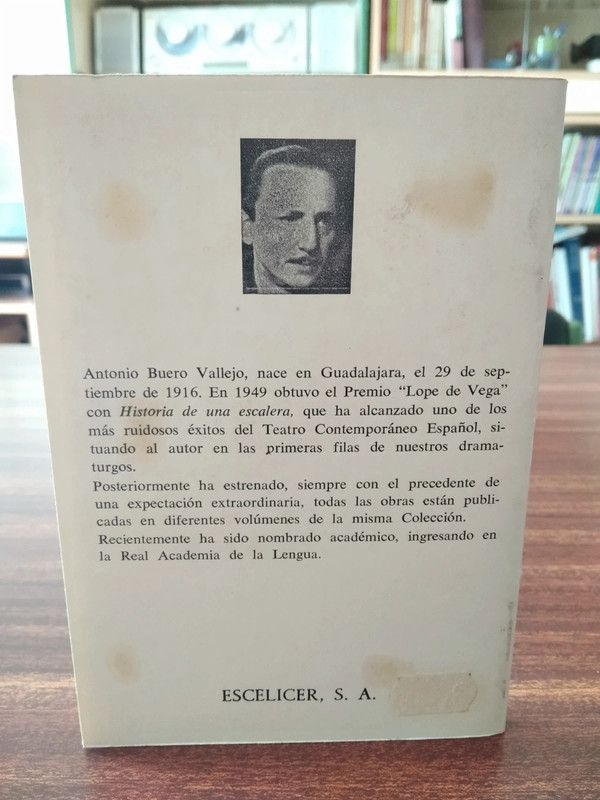 Antonio Buero Vallejo, nace en Guadalajara, el 29 de sep-
tiembre de 1916. En 1949 obtuvo el Premio “Lope de Vega”
con Historia de una escalera, que ha alcanzado uno de los
más ruidosos éxitos del Teatro Contemporáneo Español, si-
tuando al autor en las primeras filas de nuestros drama-
turgos.
Posteriormente ha estrenado, siempre con el precedente de
una expectación extraordinaria, todas las obras están publi-
cadas en diferentes volúmenes de la misma Colección.
Recientemente ha sido nombrado académico, ingresando en
la Real Academia de la Lengua.
ESCELICER, S. A.